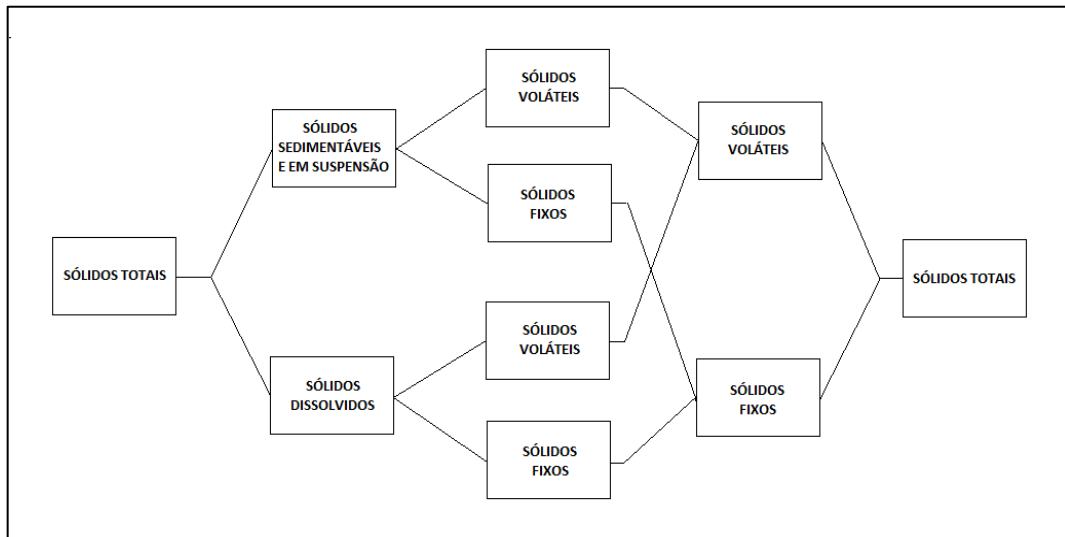 SÓLIDOS TOTAIS
SÓLIDOS
SEDIMENTÁVEIS
E EM SUSPENSÃO
SÓLIDOS
DISSOLVIDOS
SÓLIDOS
VOLÁTEIS
SÓLIDOS
FIXOS
SÓLIDOS
VOLÁTEIS
SÓLIDOS
FIXOS
SÓLIDOS
VOLÁTEIS
SÓLIDOS
FIXOS
SÓLIDOS TOTAIS